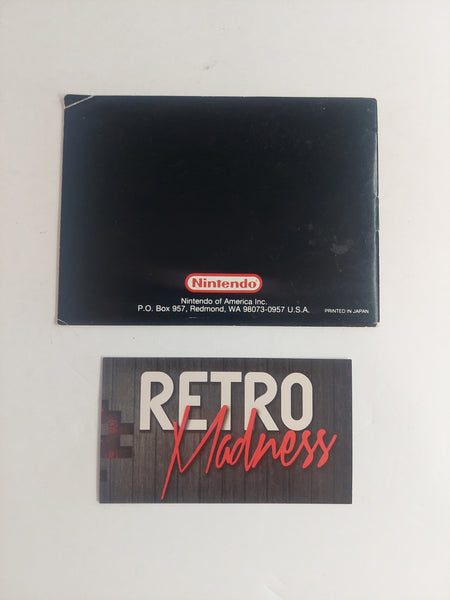 Nintendo
Nintendo of America Inc.
P.O. Box 957, Redmond, WA 98073-0957 U.S.A.
PRINTED IN JAPAN
RETRO
Madness